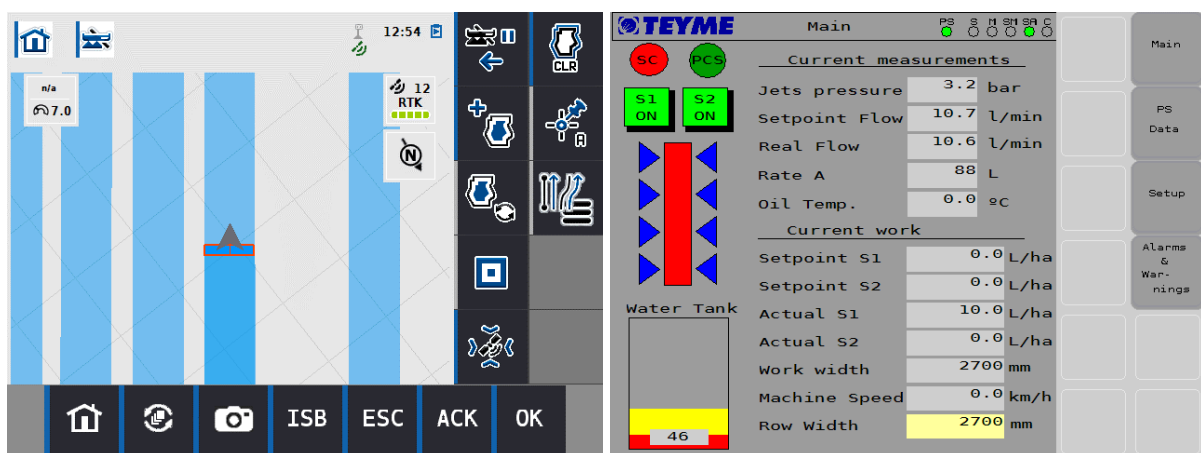 12:54
n/a
7.0
12
RTK
N
CLR
A
ISB ESC ACK OK
TEYME Main PS S M SM SA C
SC PCS
S1 ON
S2 ON
Current measurements
Jets pressure 3.2 bar
Setpoint Flow 10.7 l/min
Real Flow 10.6 l/min
Rate A 88 L
Oil Temp. 0.0 ºC
Current work
Setpoint S1 0.0 L/ha
Setpoint S2 0.0 L/ha
Actual S1 10.0 L/ha
Actual S2 0.0 L/ha
Work width 2700 mm
Machine Speed 0.0 km/h
Row Width 2700 mm
Water Tank
46
Main
PS
Data
Setup
Alarms
&
War-
nings